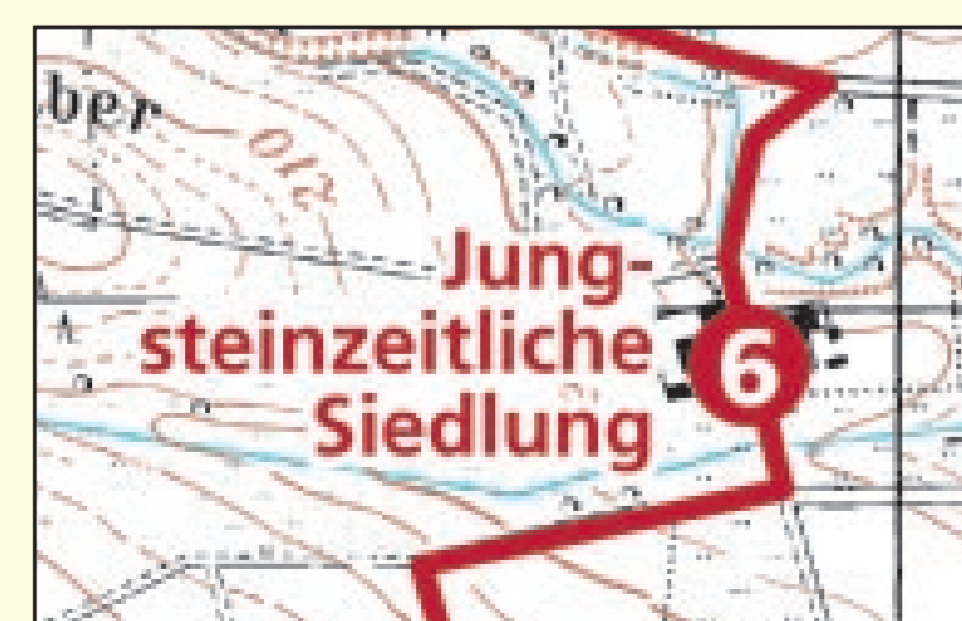 ber
210
Jung-
steinzeitliche
Siedlung
6